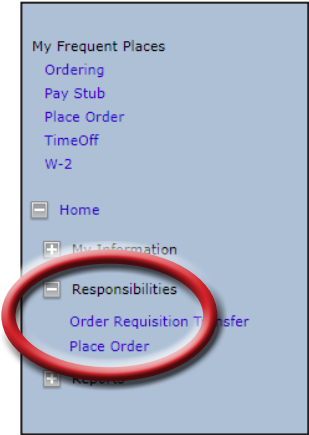 My Frequent Places
Ordering
Pay Stub
Place Order
TimeOff
W-2
Home
My Information
Responsibilities
Order Requisition Transfer
Place Order
Reports